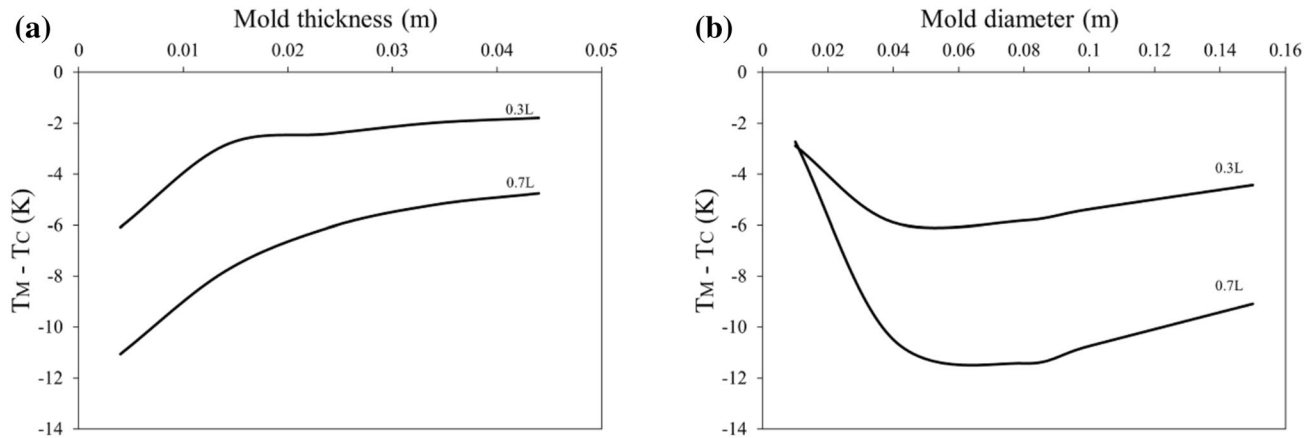 (a)
Mold thickness (m)
0 0.01 0.02 0.03 0.04 0.05
0
-2
-4
-6
-8
-10
-12
-14
TM - TC (K)
0.3L
0.7L
(b)
Mold diameter (m)
0 0.02 0.04 0.06 0.08 0.1 0.12 0.14 0.16
0
-2
-4
-6
-8
-10
-12
-14
TM - TC (K)
0.3L
0.7L